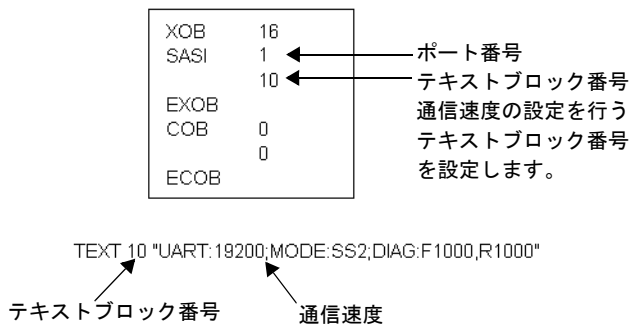 XOB 16
SASI 1 ポート番号
10 テキストブロック番号
EXOB 通信速度の設定を行う
COB 0 テキストブロック番号
0 を設定します。
ECOB
TEXT 10 "UART:19200;MODE:SS2;DIAG:F1000,R1000"
テキストブロック番号 通信速度